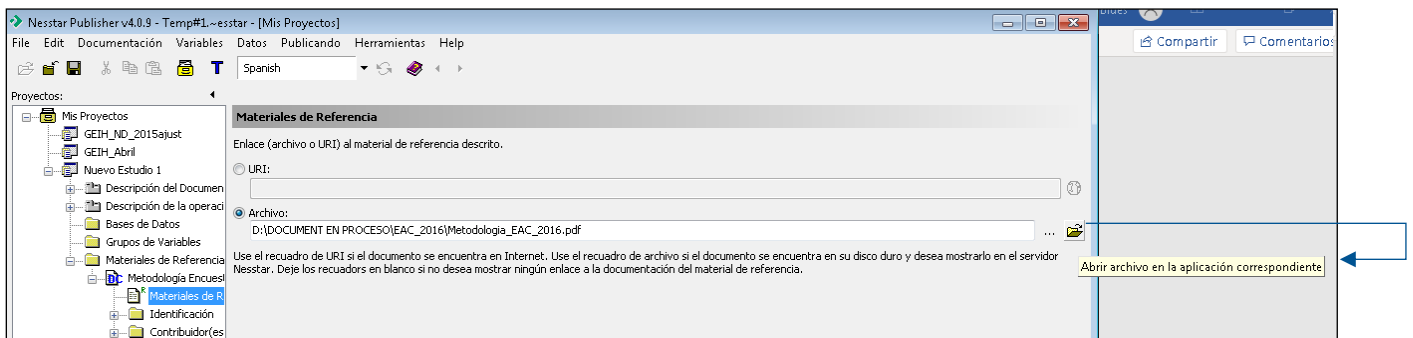 Nesstar Publisher v4.0.9 - Temp#1.~esstar - [Mis Proyectos]
File Edit Documentación Variables Datos Publicando Herramientas Help
Compartir Comentarios
T Spanish
Proyectos:
Mis Proyectos
GEIH_ND_2015ajust
GEIH_Abril
Nuevo Estudio 1
Descripción del Documen
Descripción de la operaci
Bases de Datos
Grupos de Variables
Materiales de Referencia
DC Metodología Encuesl
Materiales de R
Identificación
Contribuidor(es
Materiales de Referencia
Enlace (archivo o URI) al material de referencia descrito.
URI:
Archivo:
D:\DOCUMENT EN PROCESO\EAC_2016\Metodologia_EAC_2016.pdf
...
Use el recuadro de URI si el documento se encuentra en Internet. Use el recuadro de archivo si el documento se encuentra en su disco duro y desea mostrarlo en el servidor
Nesstar. Deje los recuadors en blanco si no desea mostrar ningún enlace a la documentación del material de referencia.
Abrir archivo en la aplicación correspondiente